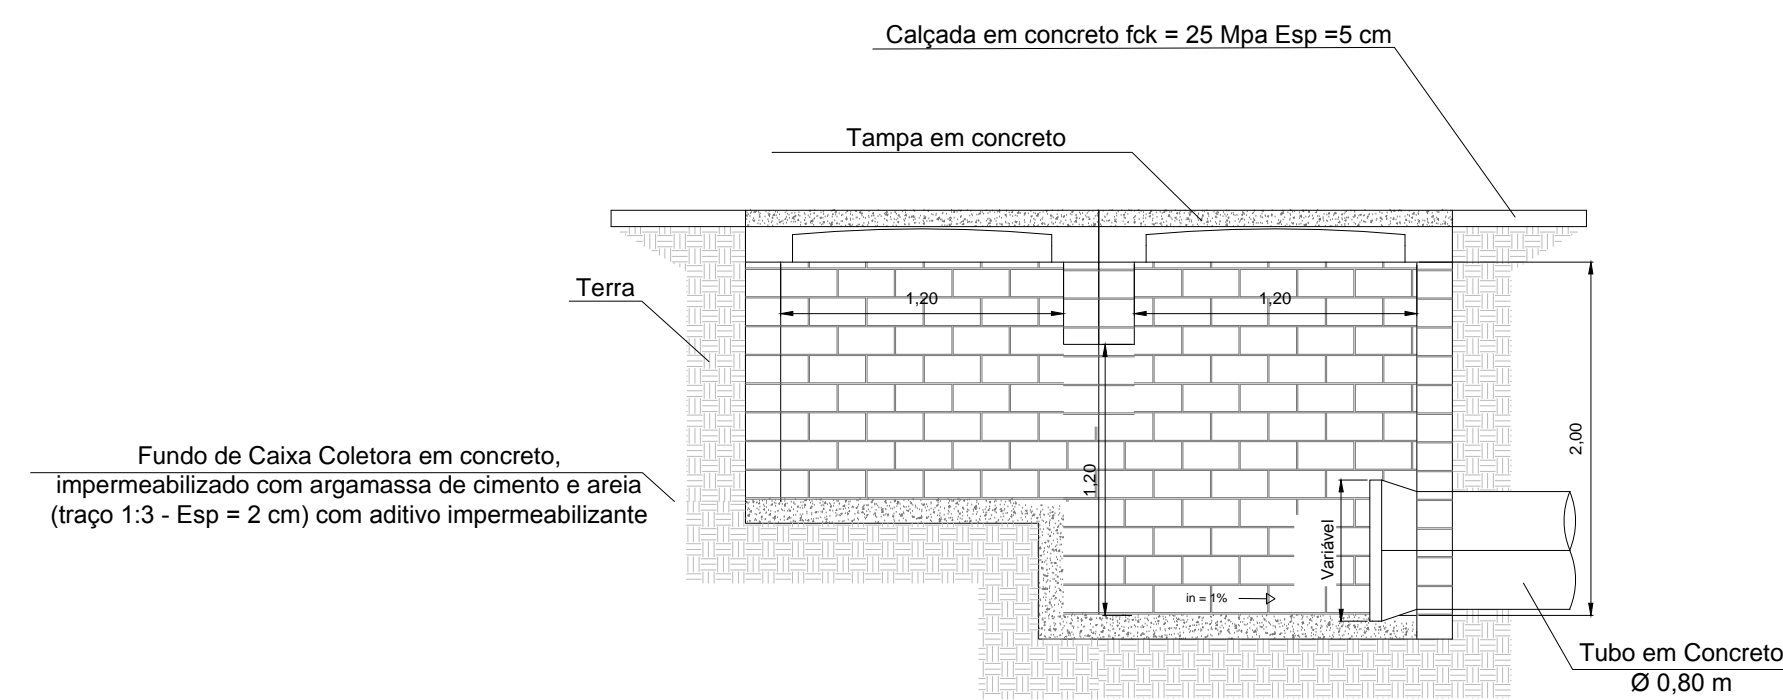 Calçada em concreto fck = 25 Mpa Esp =5 cm
Tampa em concreto
Terra
1,20
1,20
2,00
Fundo de Caixa Coletora em concreto,
impermeabilizado com argamassa de cimento e areia
(traço 1:3 - Esp = 2 cm) com aditivo impermeabilizante
1,20
Variável
in = 1%
Tubo em Concreto
Ø 0,80 m